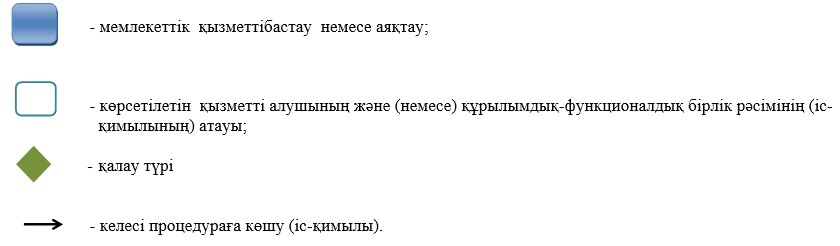 - мемлекеттік қызметтібастау немесе аяқтау;
- көрсетілетін қызметті алушының және (немесе) құрылымдық-функционалдық бірлік рәсімінің (іс-
қимылының) атауы;
- қалау түрі
- келесі процедураға көшу (іс-қимылы).